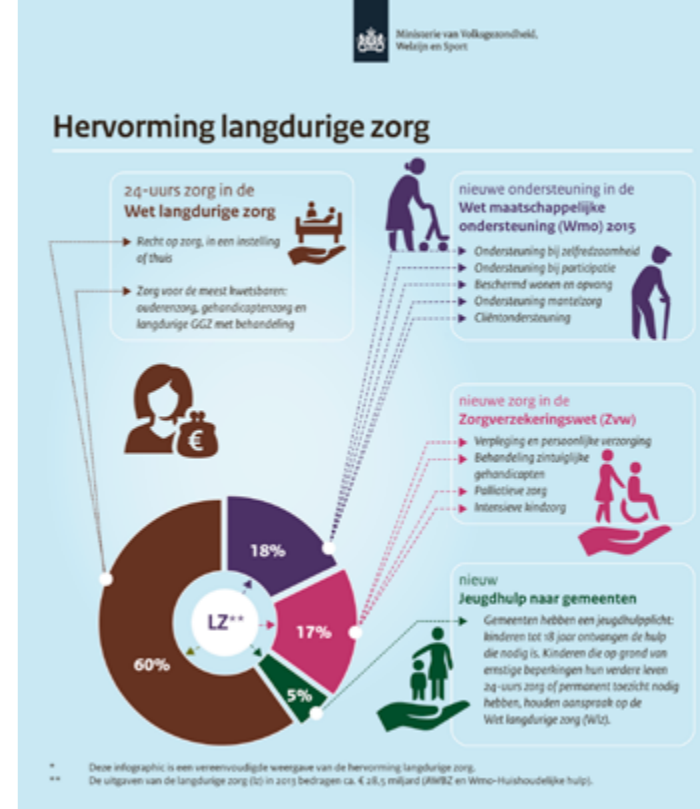 Ministerie van Volksgezondheid,
Welzijn en Sport
Hervorming langdurige zorg
24-uurs zorg in de
Wet langdurige zorg
Recht op zorg, in een instelling
of thuis
Zorg voor de meest kwetsbaren:
ouderenzorg, gehandicaptenzorg en
langdurige GGZ met behandeling
nieuwe ondersteuning in de
Wet maatschappelijke
ondersteuning (Wmo) 2015
Ondersteuning bij zelfredzaamheid
Ondersteuning bij participatie
Beschermd wonen en opvang
Ondersteuning mantelzorg
Cliëntondersteuning
€
nieuwe zorg in de
Zorgverzekeringswet (Zvw)
Verpleging en persoonlijke verzorging
Behandeling zintuiglijke
gehandicapten
Palliatieve zorg
Intensieve kindzorg
18%
17%
5%
60%
LZ**
nieuw
Jeugdhulp naar gemeenten
Gemeenten hebben een jeugdhulpplicht:
kinderen tot 18 jaar ontvangen de hulp
die nodig is. Kinderen die op grond van
ernstige beperkingen hun verdere leven
24-uurs zorg of permanent toezicht nodig
hebben, houden aanspraak op de
Wet langdurige zorg (Wlz).
* Deze infographic is een vereenvoudigde weergave van de hervorming langdurige zorg.
** De uitgaven van de langdurige zorg (lz) in 2013 bedragen ca. € 28,5 miljard (AWBZ en Wmo-Huishoudelijke hulp).